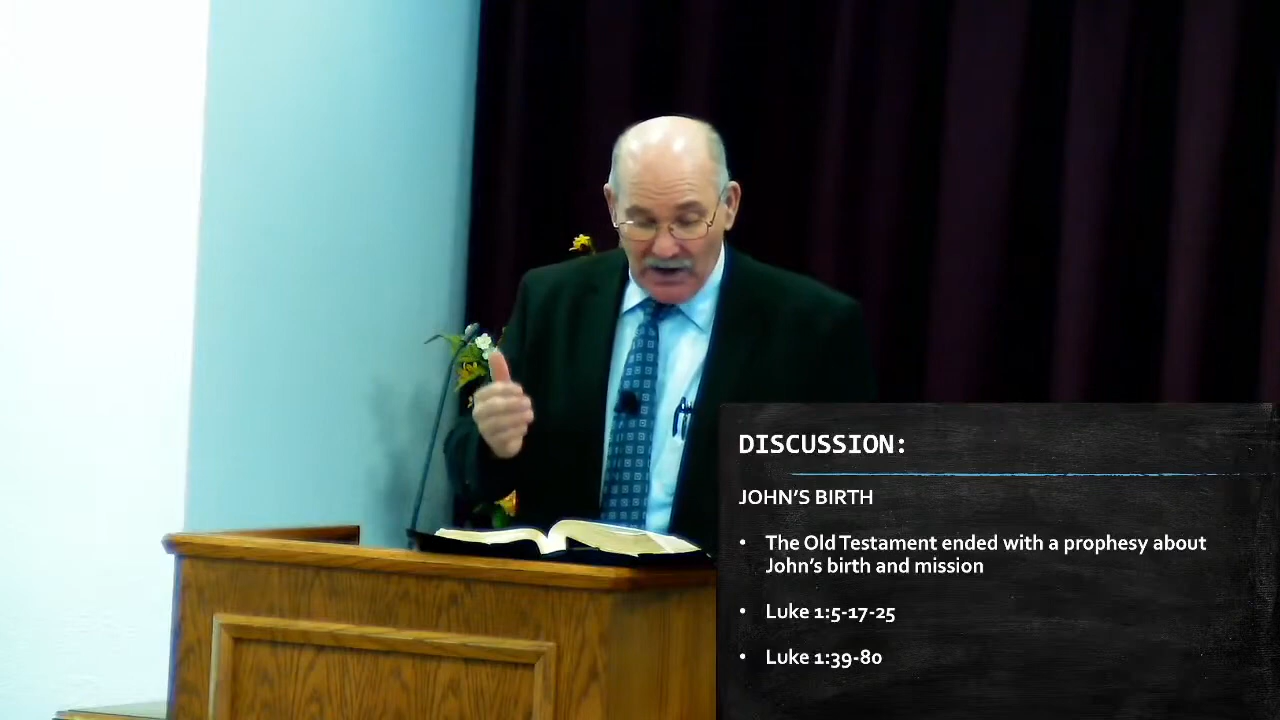 DISCUSSION:
JOHN’S BIRTH
• The Old Testament ended with a prophesy about
John’s birth and mission
• Luke 1:5-17-25
• Luke 1:39-80